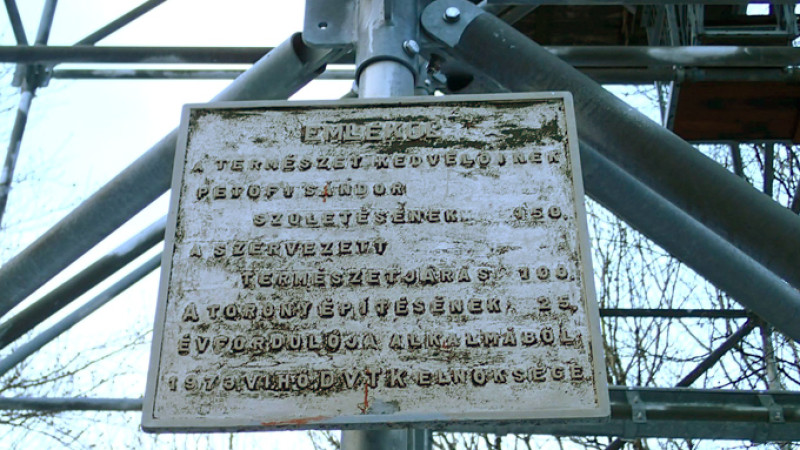 EMLÉKÜL
A TERMÉSZET KEDVELŐINEK
PETŐFI SÁNDOR
SZÜLETÉSÉNEK 150.
A SZERVEZETT
TERMÉSZETJÁRÁS 100.
A TORONY ÉPÍTÉSÉNEK 25.
ÉVFORDULÓJA ALKALMÁBÓL.
1973.VI.HÓ D.V.T.K ELNÖKSÉGE